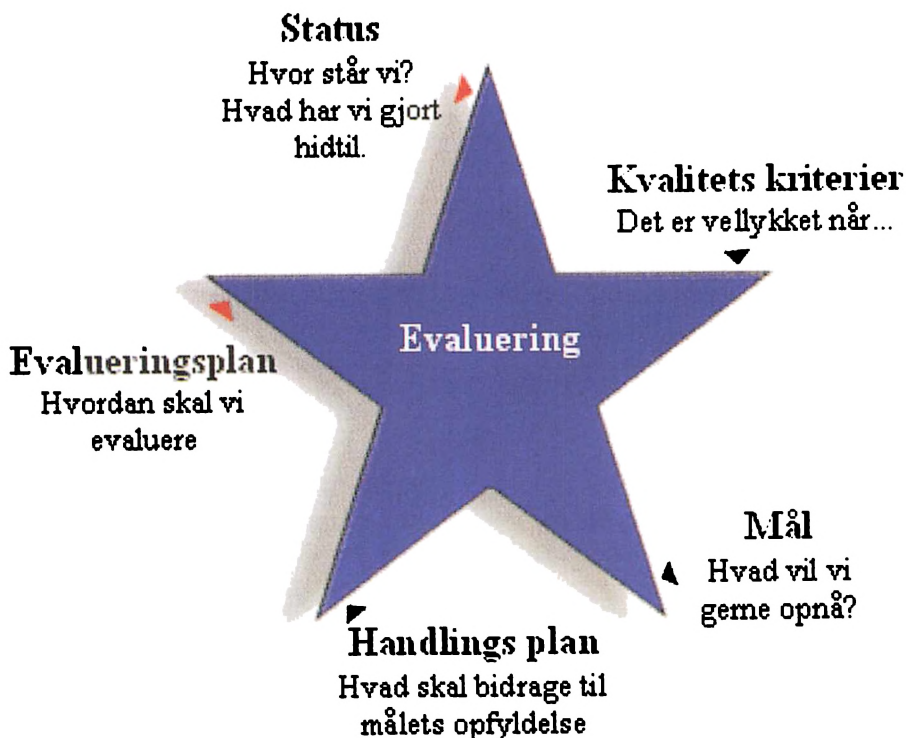 Status
Hvor står vi?
Hvad har vi gjort
hidtil.
Kvalitets kriterier
Det er vellykket når...
Evaluering
Evalueringsplan
Hvordan skal vi
evaluere
Mål
Hvad vil vi
gerne opnå?
Handlings plan
Hvad skal bidrage til
målets opfyldelse